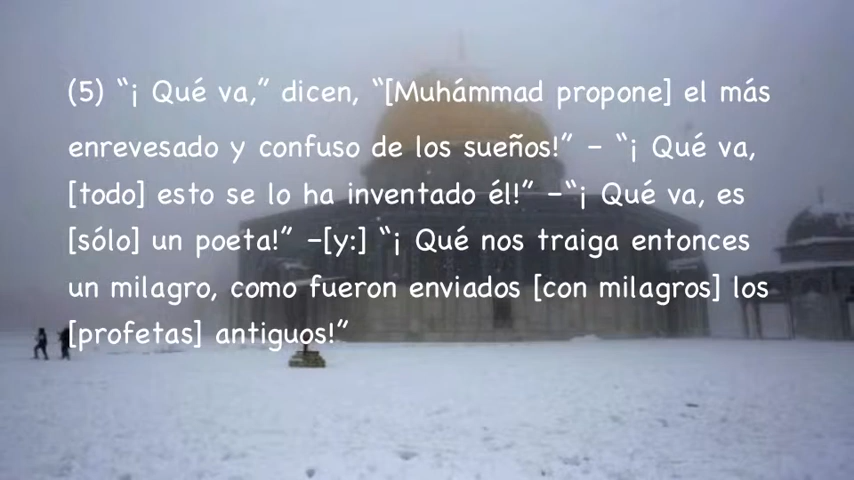 (5) “¡ Qué va,” dicen, “[Muhámmad propone] el más
enrevesado y confuso de los sueños!” – “¡ Qué va,
[todo] esto se lo ha inventado él!” –“¡ Qué va, es
[sólo] un poeta!” –[y:] “¡ Qué nos traiga entonces
un milagro, como fueron enviados [con milagros] los
[profetas] antiguos!”